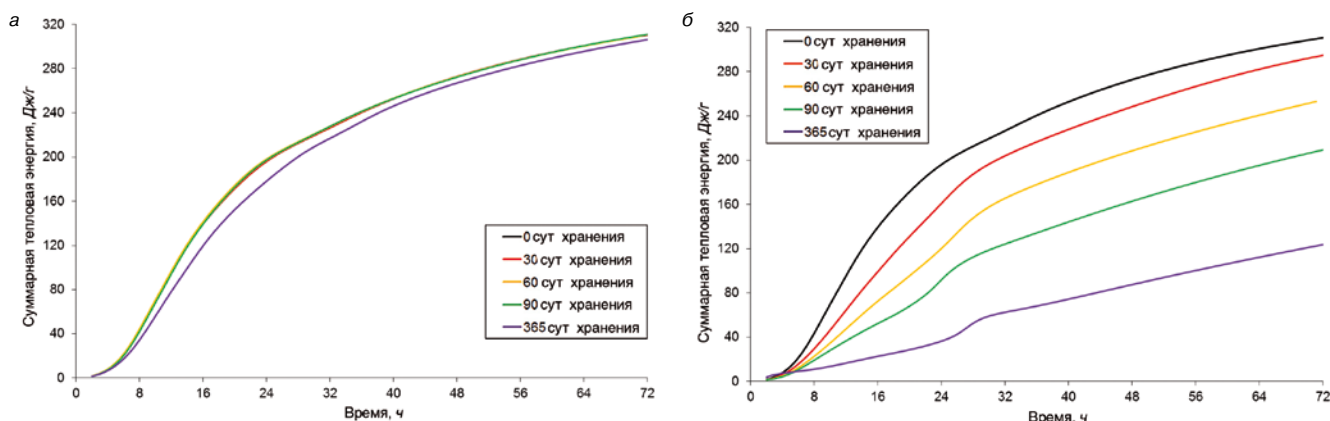 а
Суммарная тепловая энергия, Дж/г
320
280
240
200
160
120
80
40
0
0 сут хранения
30 сут хранения
60 сут хранения
90 сут хранения
365 сут хранения
0 8 16 24 32 40 48 56 64 72
Время, ч
б
Суммарная тепловая энергия, Дж/г
320
280
240
200
160
120
80
40
0
0 сут хранения
30 сут хранения
60 сут хранения
90 сут хранения
365 сут хранения
0 8 16 24 32 40 48 56 64 72
Время, ч